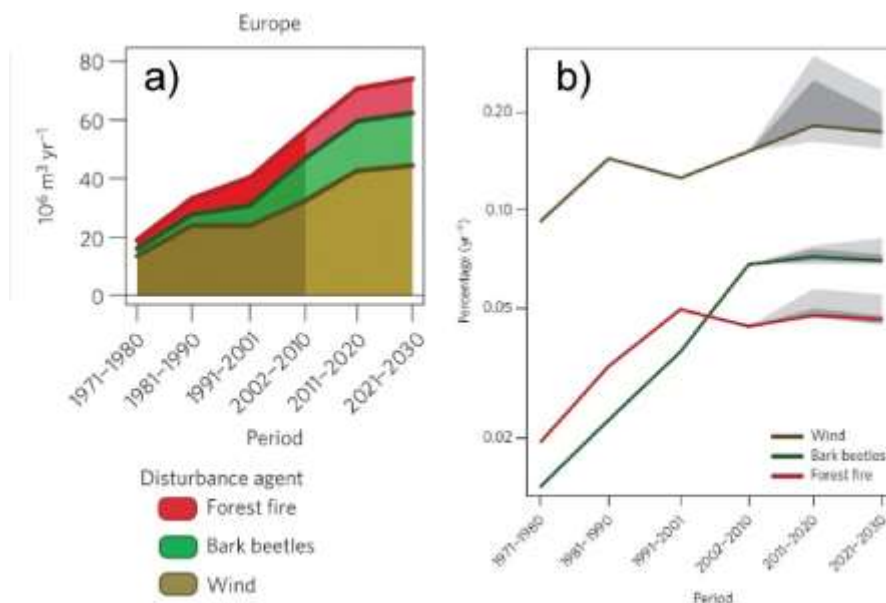 Europe
a)
80
60
40
20
0
10⁶ m³ yr⁻¹
1971–1980
1981–1990
1991–2001
2002–2010
2011–2020
2021–2030
Period
Disturbance agent
Forest fire
Bark beetles
Wind
b)
0.20
0.10
0.05
0.02
Percentage (yr⁻¹)
Wind
Bark beetles
Forest fire
1971–1980
1981–1990
1991–2001
2002–2010
2011–2020
2021–2030
Period